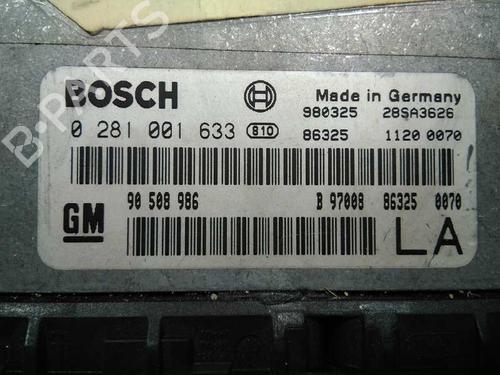 BOSCH
Made in Germany
980325 28SA3626
0 281 001 633 810 86325 1120 0070
GM 90 508 986 B 97008 86325 0070
LA
B-PARTS